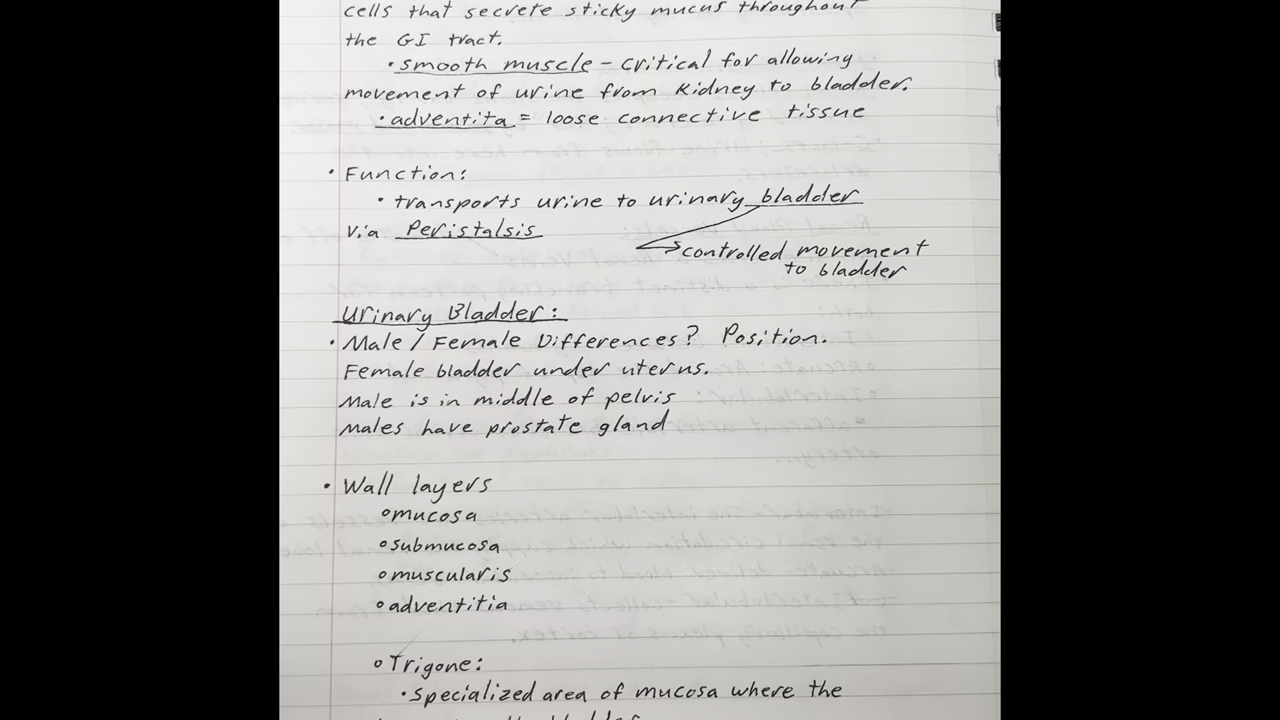 cells that secrete sticky mucus throughout
the GI tract.
• smooth muscle – critical for allowing
movement of urine from Kidney to bladder.
• adventita = loose connective tissue
• Function:
• transports urine to urinary bladder
via Peristalsis
controlled movement
to bladder
Urinary Bladder:
• Male / Female Differences? Position.
Female bladder under uterus.
Male is in middle of pelvis
Males have prostate gland
• Wall layers
° mucosa
° submucosa
° muscularis
° adventitia
° Trigone:
• specialized area of mucosa where the